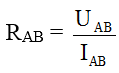 R_AB = U_AB / I_AB